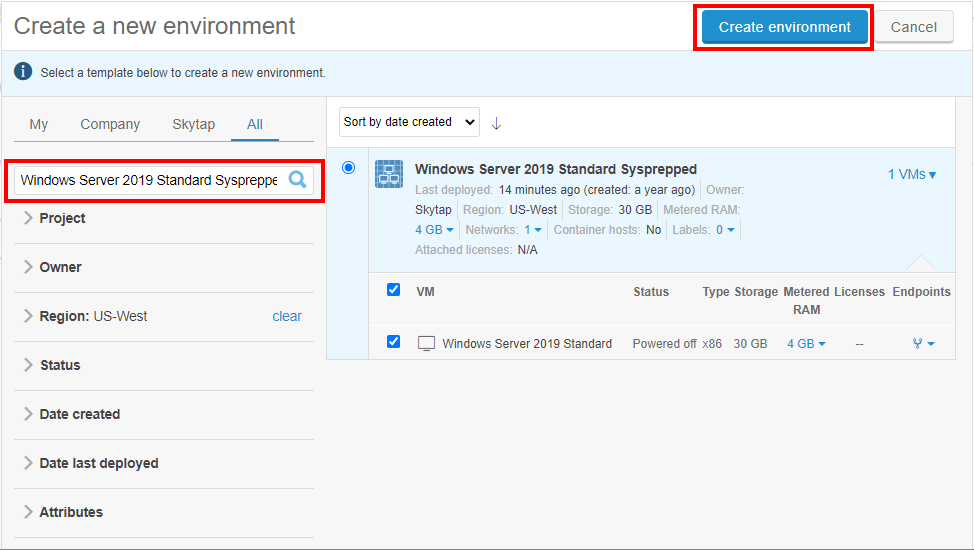 Create a new environment
Create environment
Cancel
Select a template below to create a new environment.
My Company Skytap All
Windows Server 2019 Standard Sysprepp
Project
Owner
Region: US-West clear
Status
Date created
Date last deployed
Attributes
Sort by date created
Windows Server 2019 Standard Sysprepped
1 VMs
Last deployed: 14 minutes ago (created: a year ago) Owner:
Skytap Region: US-West Storage: 30 GB Metered RAM:
4 GB Networks: 1 Container hosts: No Labels: 0
Attached licenses: N/A
VM Status Type Storage Metered RAM Licenses Endpoints
Windows Server 2019 Standard Powered off x86 30 GB 4 GB --